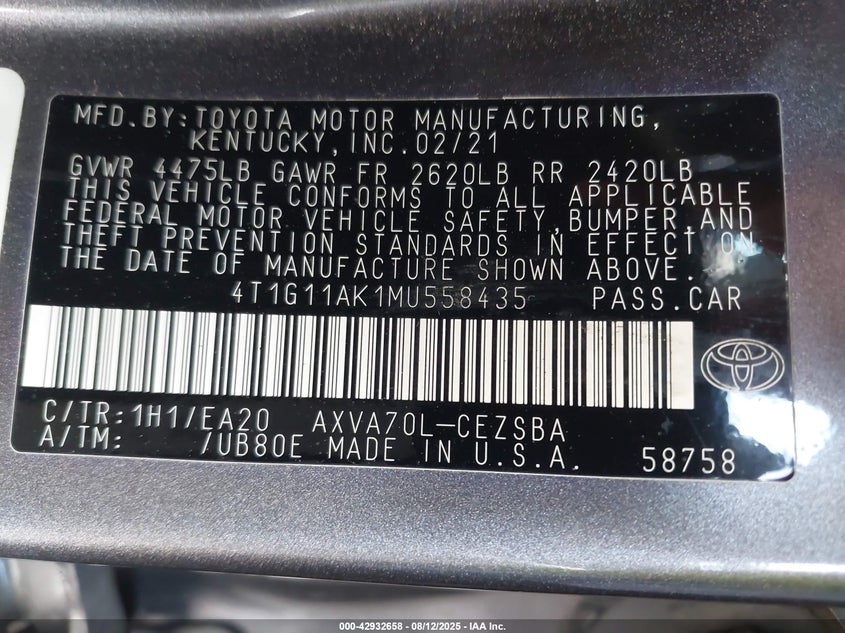 MFD.BY:TOYOTA MOTOR MANUFACTURING,
KENTUCKY,INC.02/21
GVWR 4475LB GAWR FR 2620LB RR 2420LB
THIS VEHICLE CONFORMS TO ALL APPLICABLE
FEDERAL MOTOR VEHICLE SAFETY,BUMPER,AND
THEFT PREVENTION STANDARDS IN EFFECT ON
THE DATE OF MANUFACTURE SHOWN ABOVE.
4T1G11AK1MU558435 PASS.CAR
C/TR:1H1/EA20 AXVA70L-CEZSBA
A/TM: /UB80E MADE IN U.S.A. 58758
000-42932658 - 08/12/2025 - IAA Inc.